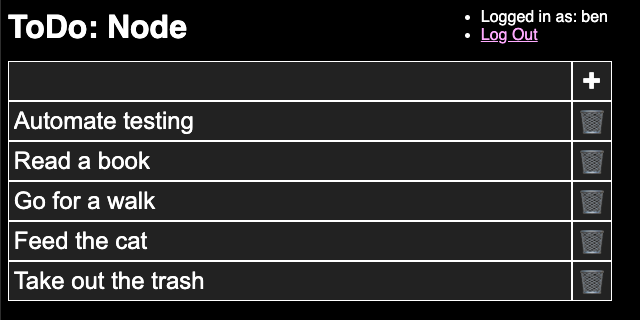 ToDo: Node
Logged in as: ben
Log Out
Automate testing
Read a book
Go for a walk
Feed the cat
Take out the trash